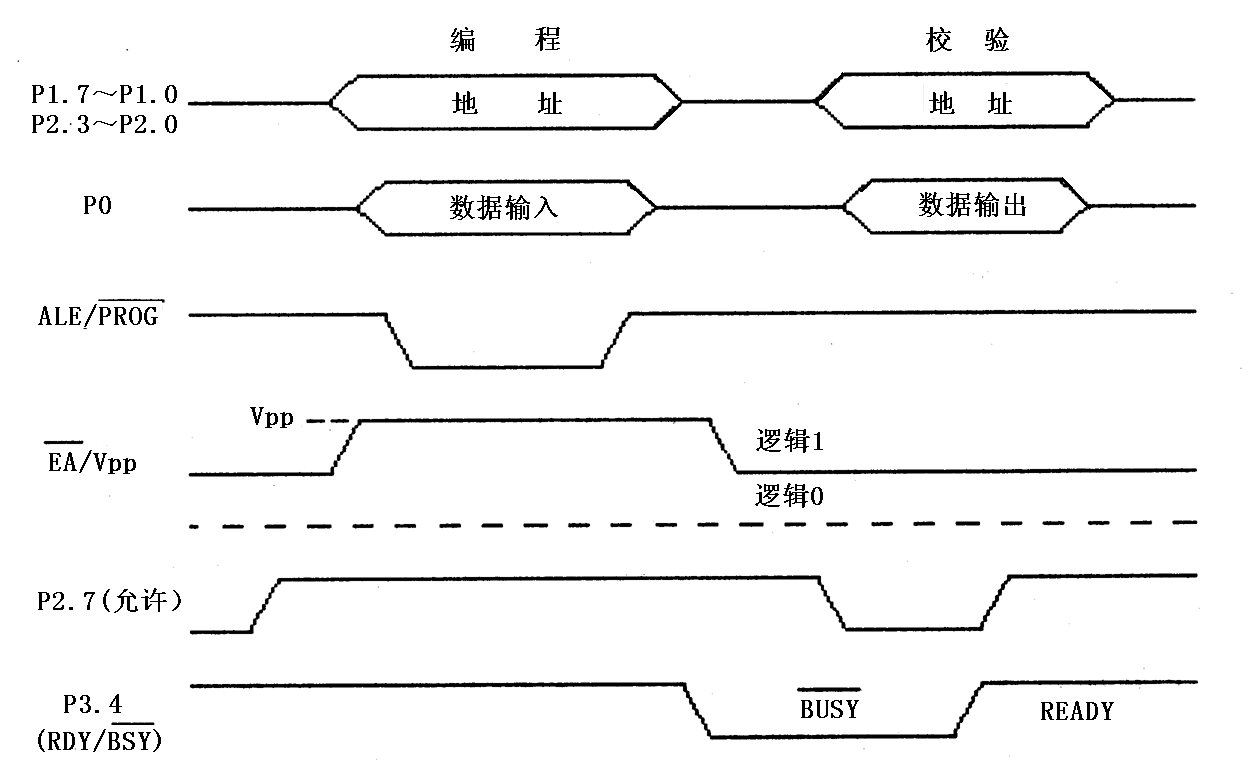 编 程
校 验
P1.7～P1.0
P2.3～P2.0
地 址
地 址
P0
数据输入
数据输出
ALE/PROG
Vpp
EA/Vpp
逻辑1
逻辑0
P2.7(允许)
P3.4
(RDY/BSY)
BUSY
READY